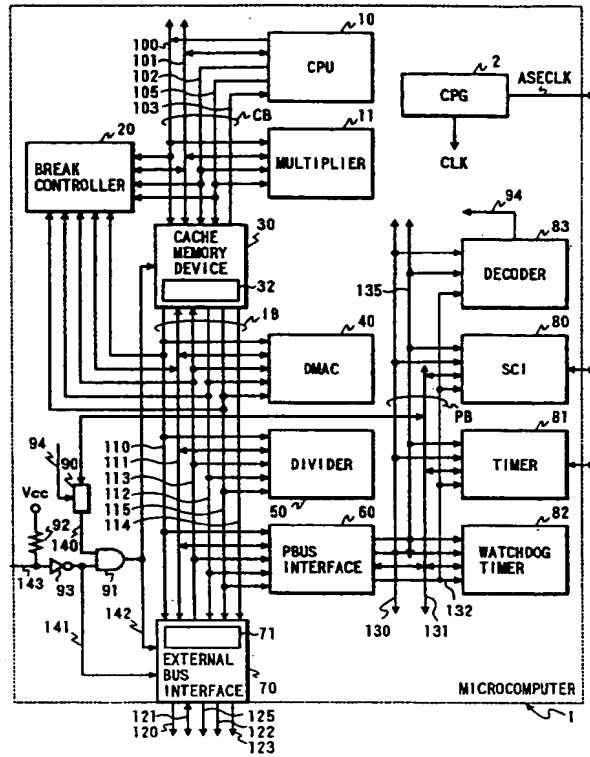 10
100
101
102
105
103
CPU
2
CPG
ASECLK
CLK
CB
20
BREAK
CONTROLLER
11
MULTIPLIER
30
CACHE
MEMORY
DEVICE
32
94
83
DECODER
135
IB
40
DMAC
80
SCI
PB
110
111
113
112
115
114
DIVIDER
50
81
TIMER
94
90
Vcc
92
140
60
PBUS
INTERFACE
82
WATCHDOG
TIMER
143
93
91
132
130
131
141
142
71
EXTERNAL
BUS
INTERFACE
70
MICROCOMPUTER
1
121
120
125
122
123